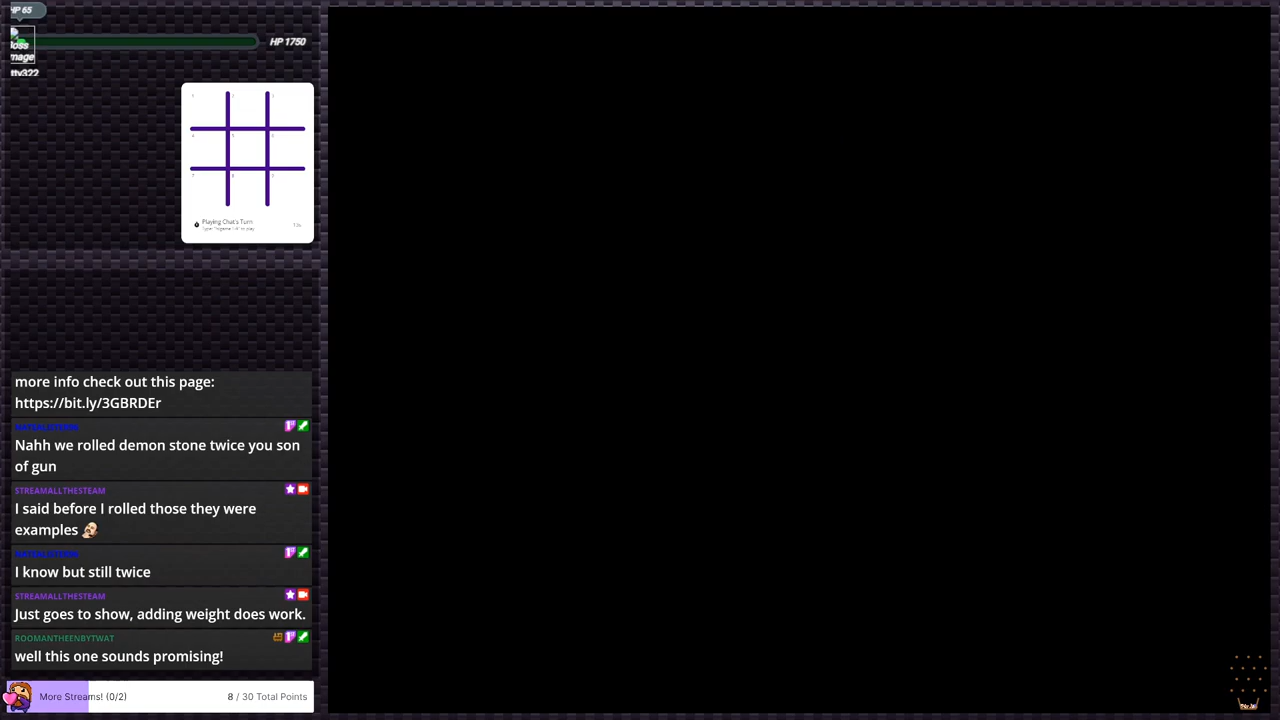 HP 65
HP 1750
Playing Chat's Turn
more info check out this page:
https://bit.ly/3GBRDEr
Nahh we rolled demon stone twice you son
of gun
STREAMALLTHESTEAM
I said before I rolled those they were
examples
I know but still twice
STREAMALLTHESTEAM
Just goes to show, adding weight does work.
ROOMANTHEENBYTWAT
well this one sounds promising!
More Streams! (0/2)
8 / 30 Total Points